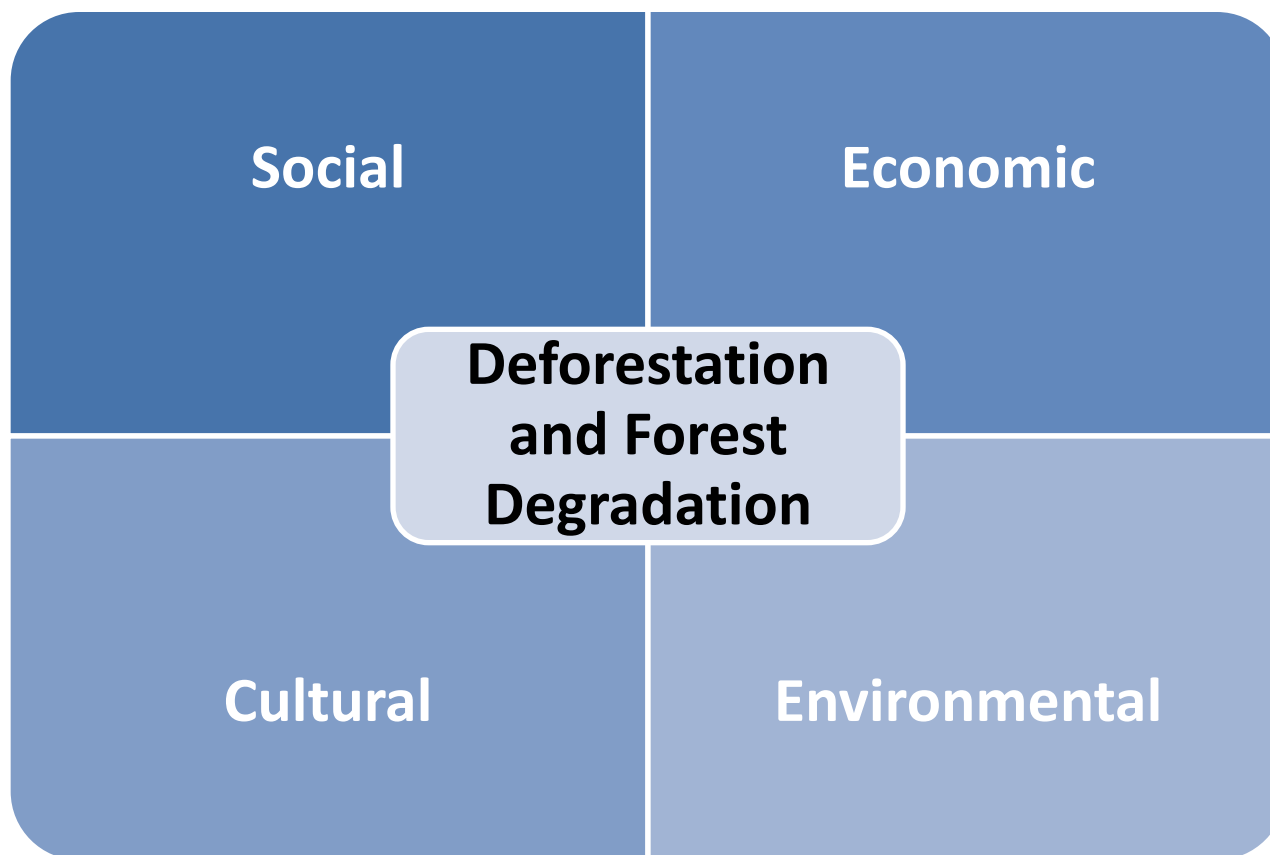 Social
Economic
Deforestation
and Forest
Degradation
Cultural
Environmental